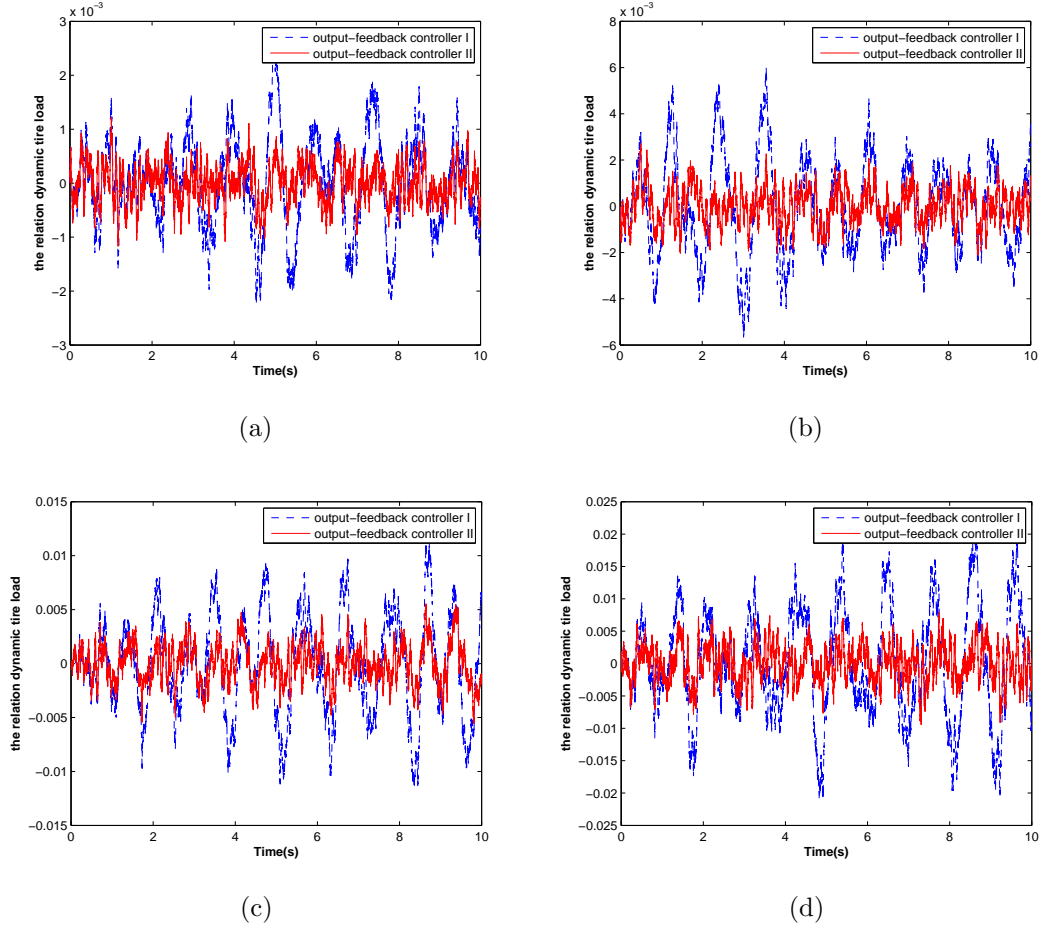 x 10⁻³
3
2
1
0
−1
−2
−3
0 2 4 6 8 10
Time(s)
the relation dynamic tire load
output−feedback controller I
output−feedback controller II
(a)
x 10⁻³
8
6
4
2
0
−2
−4
−6
0 2 4 6 8 10
Time(s)
the relation dynamic tire load
output−feedback controller I
output−feedback controller II
(b)
0.015
0.01
0.005
0
−0.005
−0.01
−0.015
0 2 4 6 8 10
Time(s)
the relation dynamic tire load
output−feedback controller I
output−feedback controller II
(c)
0.025
0.02
0.015
0.01
0.005
0
−0.005
−0.01
−0.015
−0.02
−0.025
0 2 4 6 8 10
Time(s)
the relation dynamic tire load
output−feedback controller I
output−feedback controller II
(d)